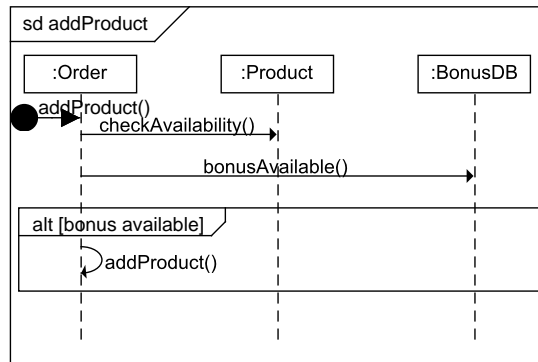 sd addProduct
:Order
:Product
:BonusDB
addProduct()
checkAvailability()
bonusAvailable()
alt [bonus available]
addProduct()